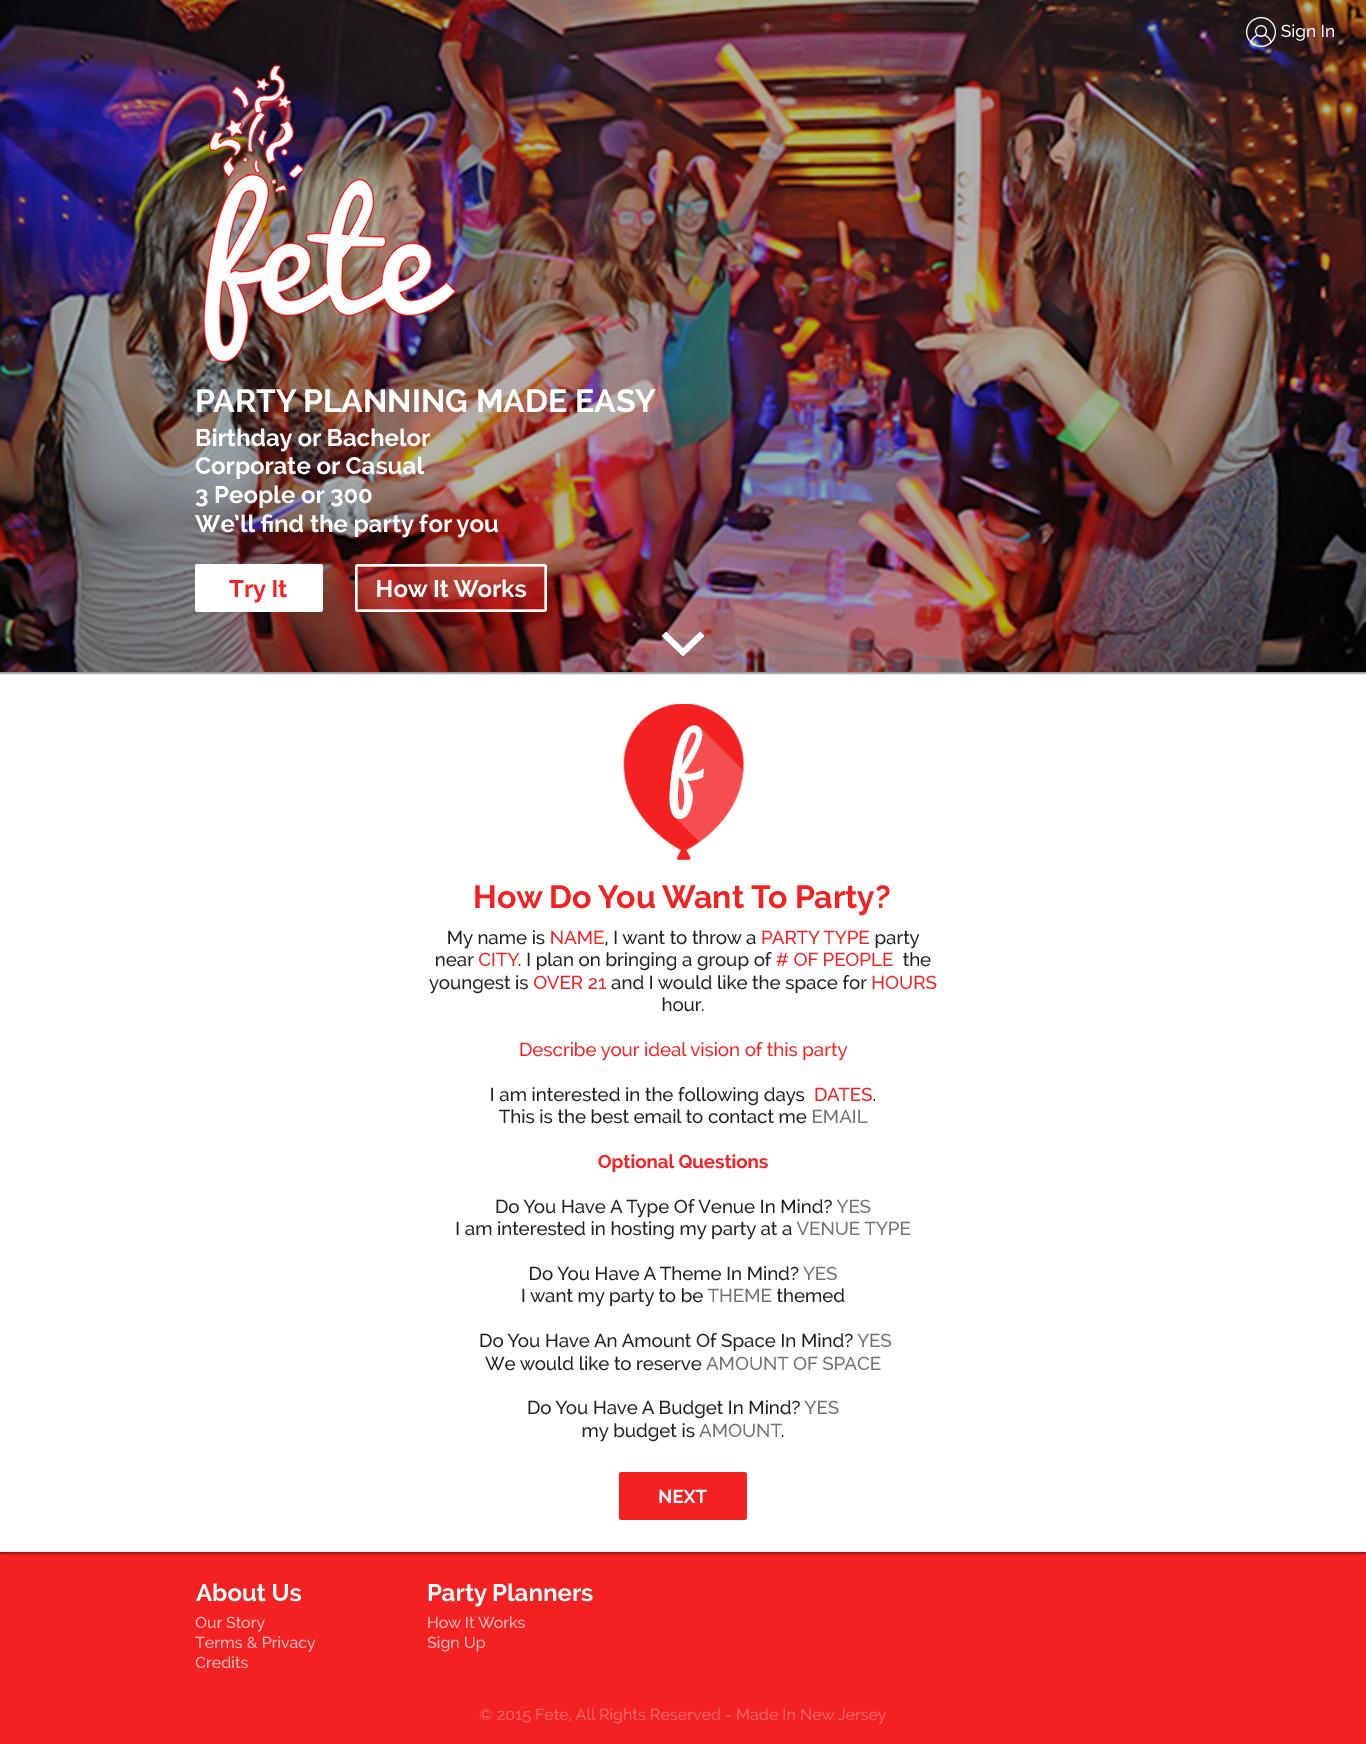 Sign In
fete
LAVO
PARTY PLANNING MADE EASY
Birthday or Bachelor
Corporate or Casual
3 People or 300
We'll find the party for you
Try It
How It Works
f
How Do You Want To Party?
My name is NAME, I want to throw a PARTY TYPE party
near CITY. I plan on bringing a group of # OF PEOPLE the
youngest is OVER 21 and I would like the space for HOURS
hour.
Describe your ideal vision of this party
I am interested in the following days DATES.
This is the best email to contact me EMAIL
Optional Questions
Do You Have A Type Of Venue In Mind? YES
I am interested in hosting my party at a VENUE TYPE
Do You Have A Theme In Mind? YES
I want my party to be THEME themed
Do You Have An Amount Of Space In Mind? YES
We would like to reserve AMOUNT OF SPACE
Do You Have A Budget In Mind? YES
my budget is AMOUNT.
NEXT
About Us
Our Story
Terms & Privacy
Credits
Party Planners
How It Works
Sign Up
© 2015 Fete, All Rights Reserved - Made In New Jersey